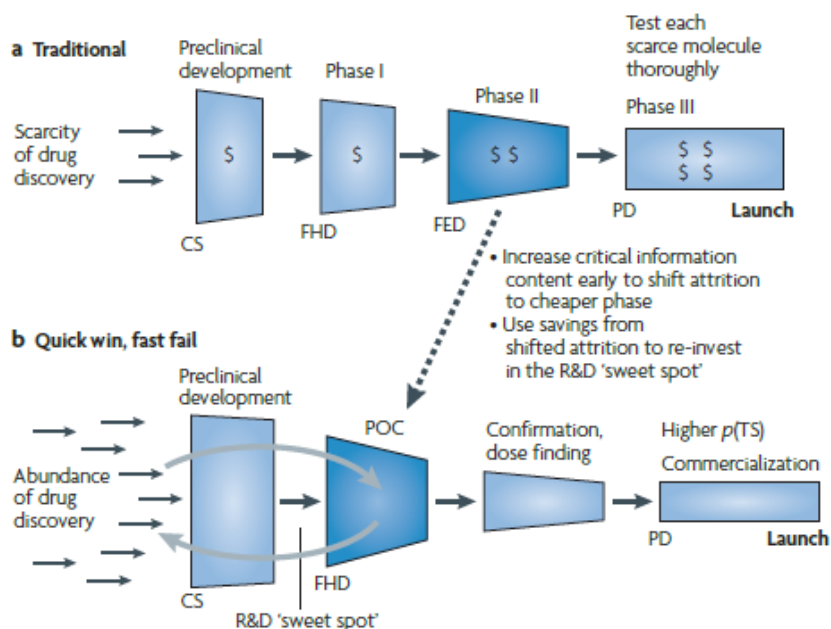 a Traditional
Preclinical
development
Phase I
Phase II
Test each
scarce molecule
thoroughly
Phase III
Scarcity
of drug
discovery
$
$
$ $
$ $
$ $
CS
FHD
FED
PD
Launch
• Increase critical information
content early to shift attrition
to cheaper phase
• Use savings from
shifted attrition to re-invest
in the R&D ‘sweet spot’
b Quick win, fast fail
Preclinical
development
POC
Confirmation,
dose finding
Higher p(TS)
Commercialization
Abundance
of drug
discovery
CS
FHD
PD
Launch
R&D ‘sweet spot’